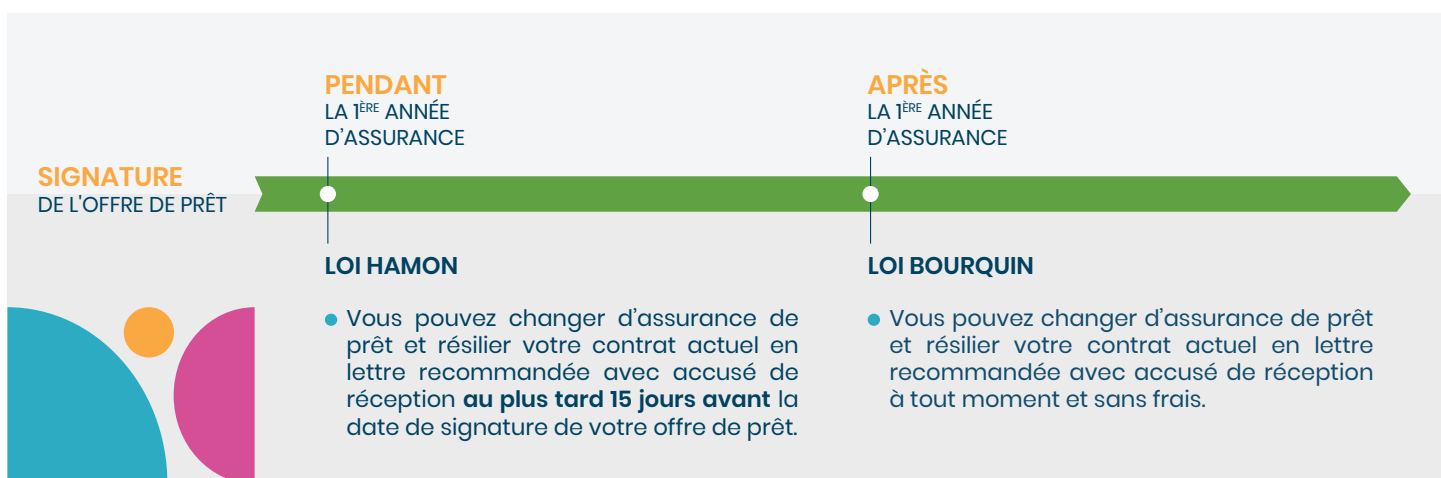 PENDANT
LA 1ÈRE ANNÉE
D'ASSURANCE
APRÈS
LA 1ÈRE ANNÉE
D'ASSURANCE
SIGNATURE
DE L'OFFRE DE PRÊT
LOI HAMON
● Vous pouvez changer d'assurance de
prêt et résilier votre contrat actuel en
lettre recommandée avec accusé de
réception au plus tard 15 jours avant la
date de signature de votre offre de prêt.
LOI BOURQUIN
● Vous pouvez changer d'assurance de prêt
et résilier votre contrat actuel en lettre
recommandée avec accusé de réception
à tout moment et sans frais.